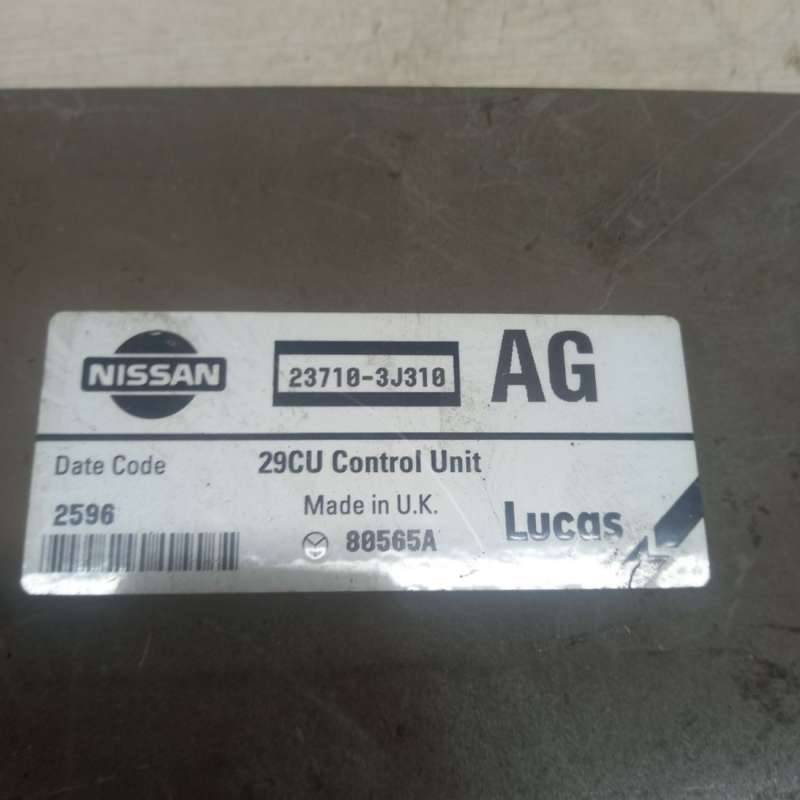 NISSAN
23710-3J310
AG
Date Code
29CU Control Unit
2596
Made in U.K.
80565A
Lucas